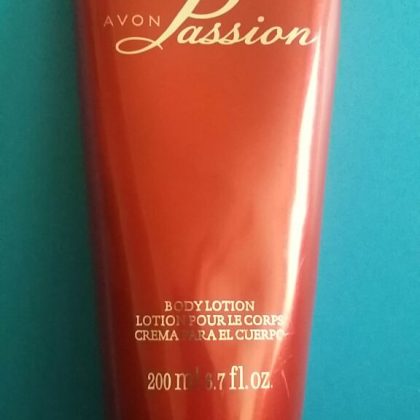 AVON Passion
BODY LOTION
LOTION POUR LE CORPS
CREMA PARA EL CUERPO
200 ml 6.7 fl.oz.